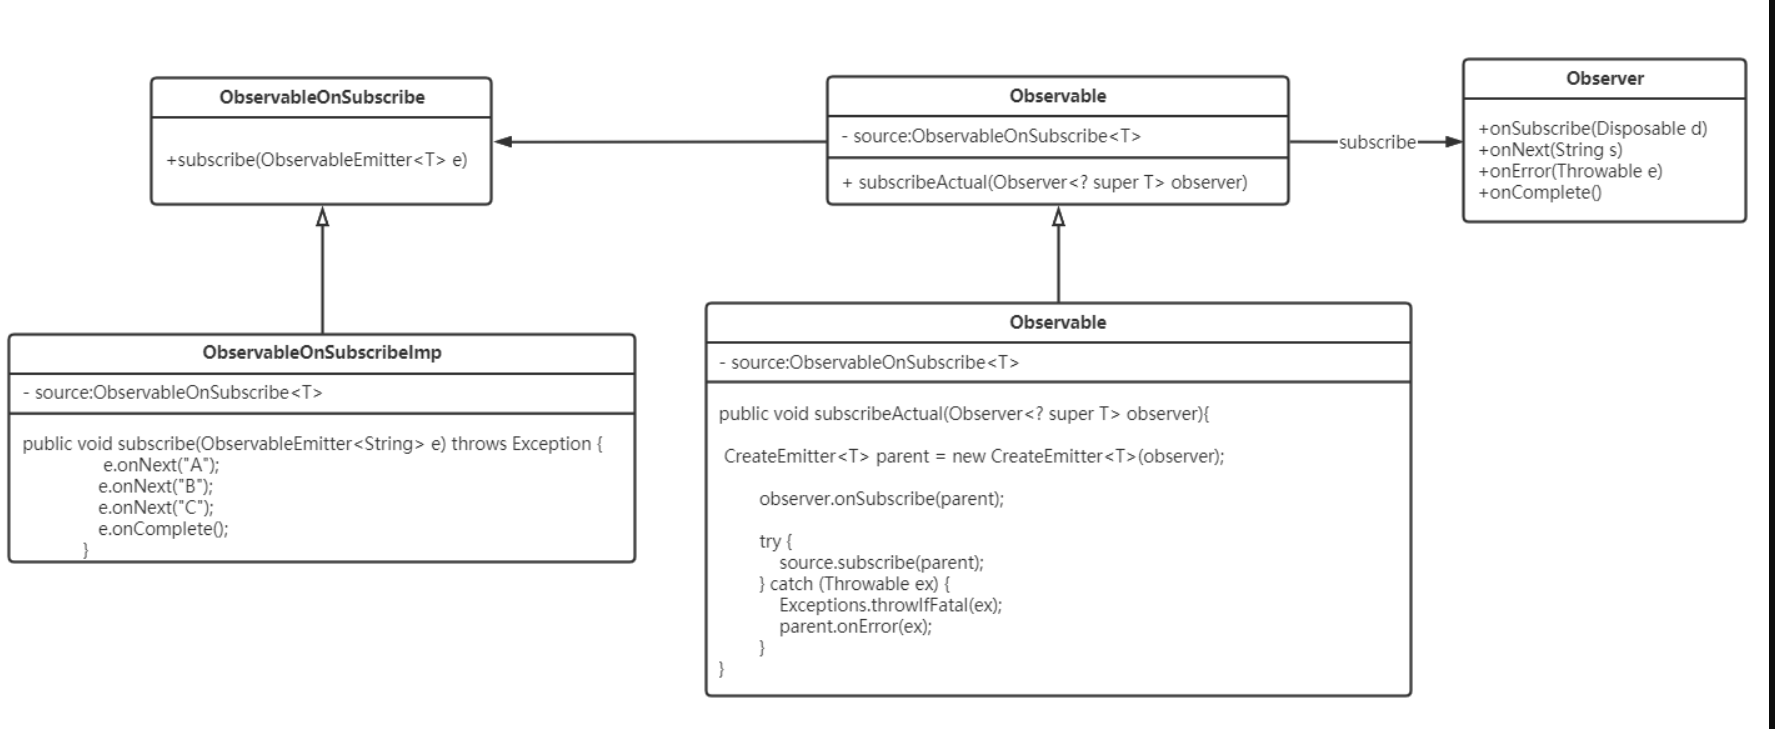 ObservableOnSubscribe
+subscribe(ObservableEmitter<T> e)
Observable
- source:ObservableOnSubscribe<T>
+ subscribeActual(Observer<? super T> observer)
subscribe
Observer
+onSubscribe(Disposable d)
+onNext(String s)
+onError(Throwable e)
+onComplete()
ObservableOnSubscribeImp
- source:ObservableOnSubscribe<T>
public void subscribe(ObservableEmitter<String> e) throws Exception {
e.onNext("A");
e.onNext("B");
e.onNext("C");
e.onComplete();
}
Observable
- source:ObservableOnSubscribe<T>
public void subscribeActual(Observer<? super T> observer){
CreateEmitter<T> parent = new CreateEmitter<T>(observer);
observer.onSubscribe(parent);
try {
source.subscribe(parent);
} catch (Throwable ex) {
Exceptions.throwIfFatal(ex);
parent.onError(ex);
}
}